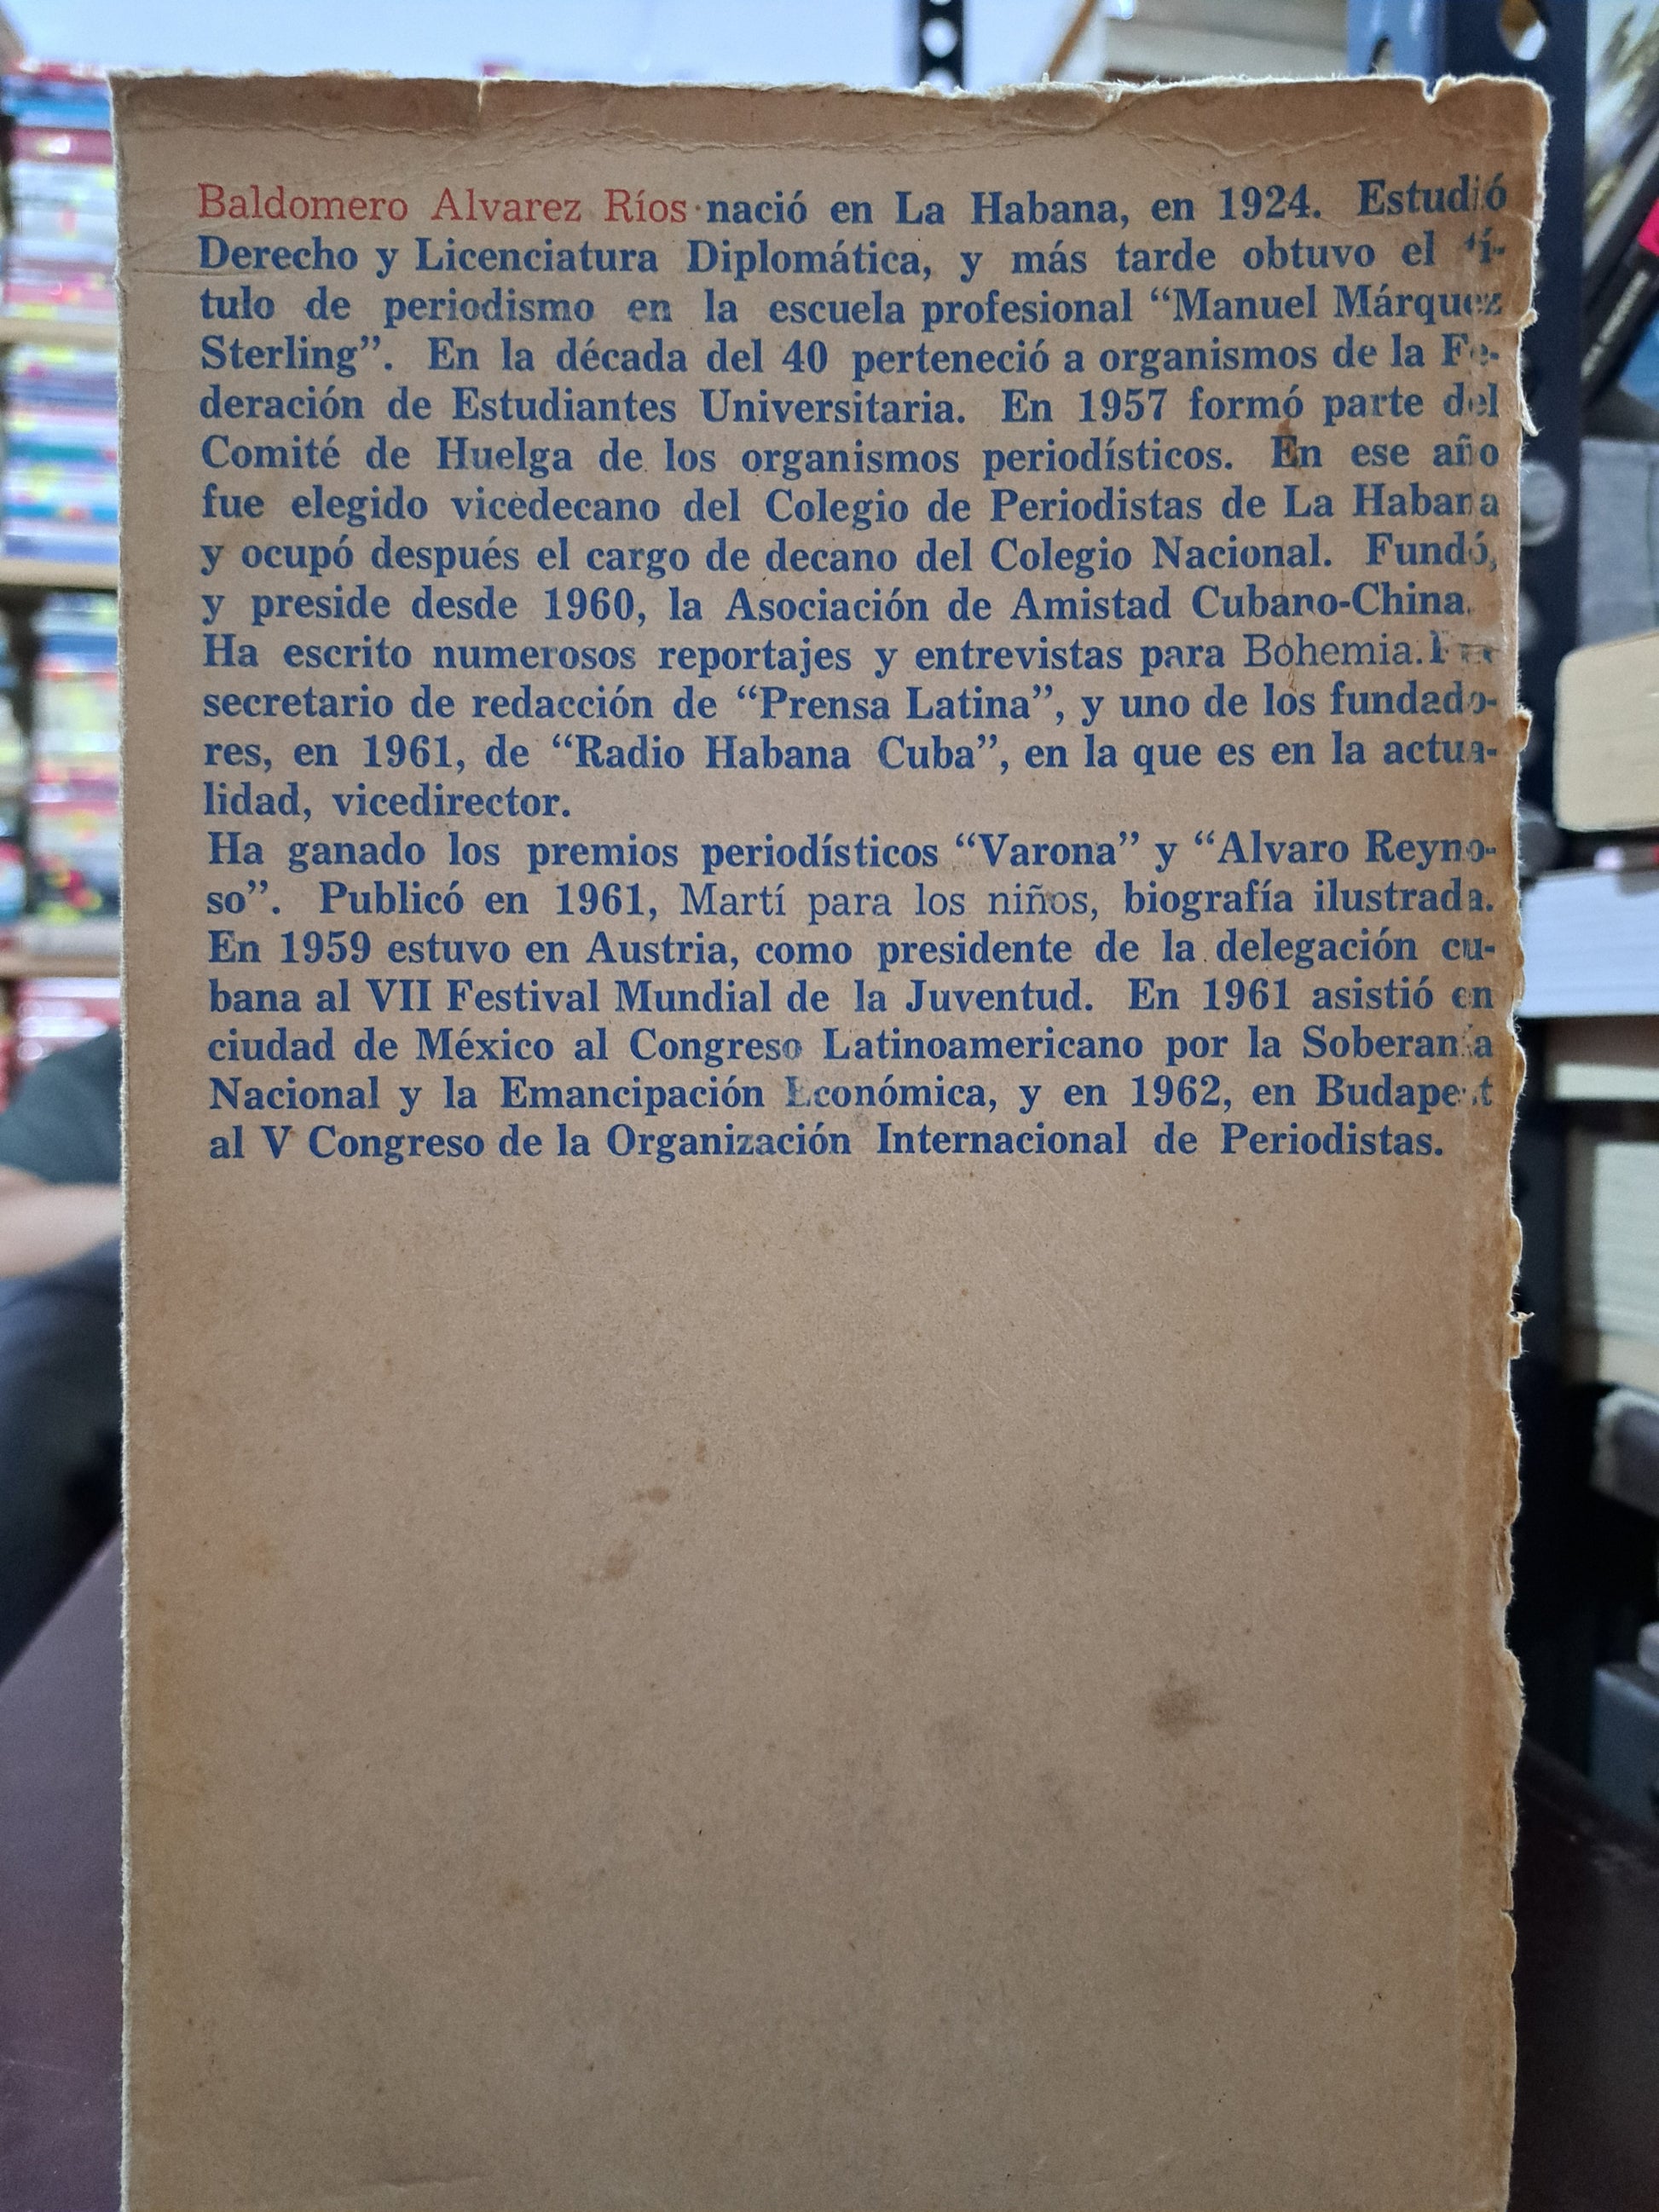 Baldomero Alvarez Ríos nació en La Habana, en 1924. Estudió
Derecho y Licenciatura Diplomática, y más tarde obtuvo el tí-
tulo de periodismo en la escuela profesional “Manuel Márquez
Sterling”. En la década del 40 perteneció a organismos de la Fe-
deración de Estudiantes Universitaria. En 1957 formó parte del
Comité de Huelga de los organismos periodísticos. En ese año
fue elegido vicedecano del Colegio de Periodistas de La Habana
y ocupó después el cargo de decano del Colegio Nacional. Fundó,
y preside desde 1960, la Asociación de Amistad Cubano-China.
Ha escrito numerosos reportajes y entrevistas para Bohemia.
secretario de redacción de “Prensa Latina”, y uno de los fundado-
res, en 1961, de “Radio Habana Cuba”, en la que es en la actua-
lidad, vicedirector.
Ha ganado los premios periodísticos “Varona” y “Alvaro Reyno-
so”. Publicó en 1961, Martí para los niños, biografía ilustrada.
En 1959 estuvo en Austria, como presidente de la delegación cu-
bana al VII Festival Mundial de la Juventud. En 1961 asistió en
ciudad de México al Congreso Latinoamericano por la Soberanía
Nacional y la Emancipación Económica, y en 1962, en Budapest
al V Congreso de la Organización Internacional de Periodistas.